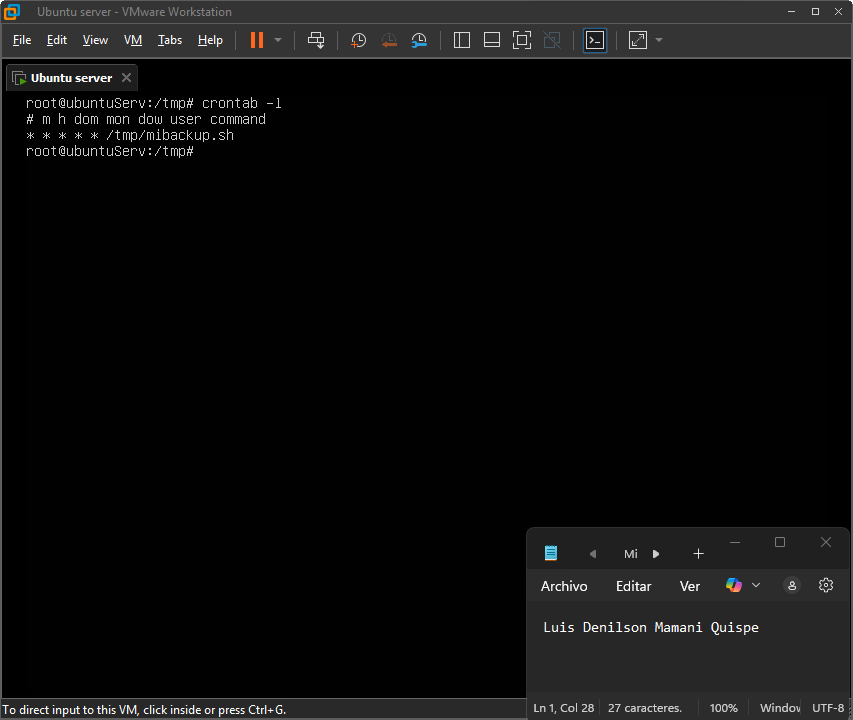 Ubuntu server - VMware Workstation
File Edit View VM Tabs Help
Ubuntu server
root@ubuntuServ:/tmp# crontab -l
# m h dom mon dow user command
* * * * * /tmp/mibackup.sh
root@ubuntuServ:/tmp#
Mi
Archivo Editar Ver
Luis Denilson Mamani Quispe
Ln 1, Col 28 27 caracteres. 100% Window UTF-8
To direct input to this VM, click inside or press Ctrl+G.